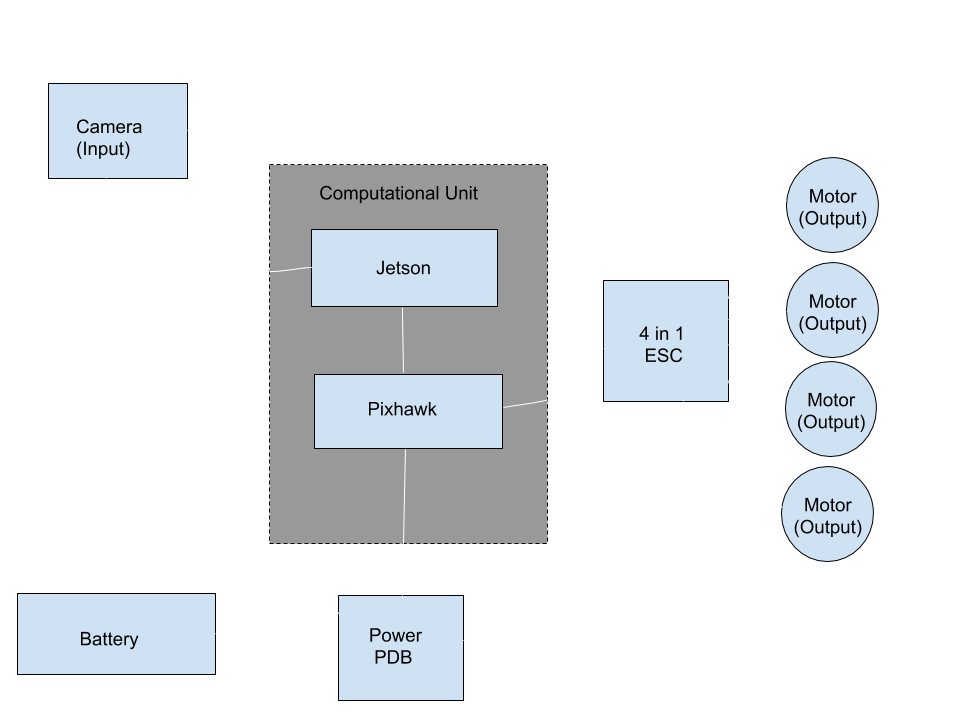 Camera
(Input)
Computational Unit
Jetson
Pixhawk
4 in 1
ESC
Motor
(Output)
Motor
(Output)
Motor
(Output)
Motor
(Output)
Battery
Power
PDB